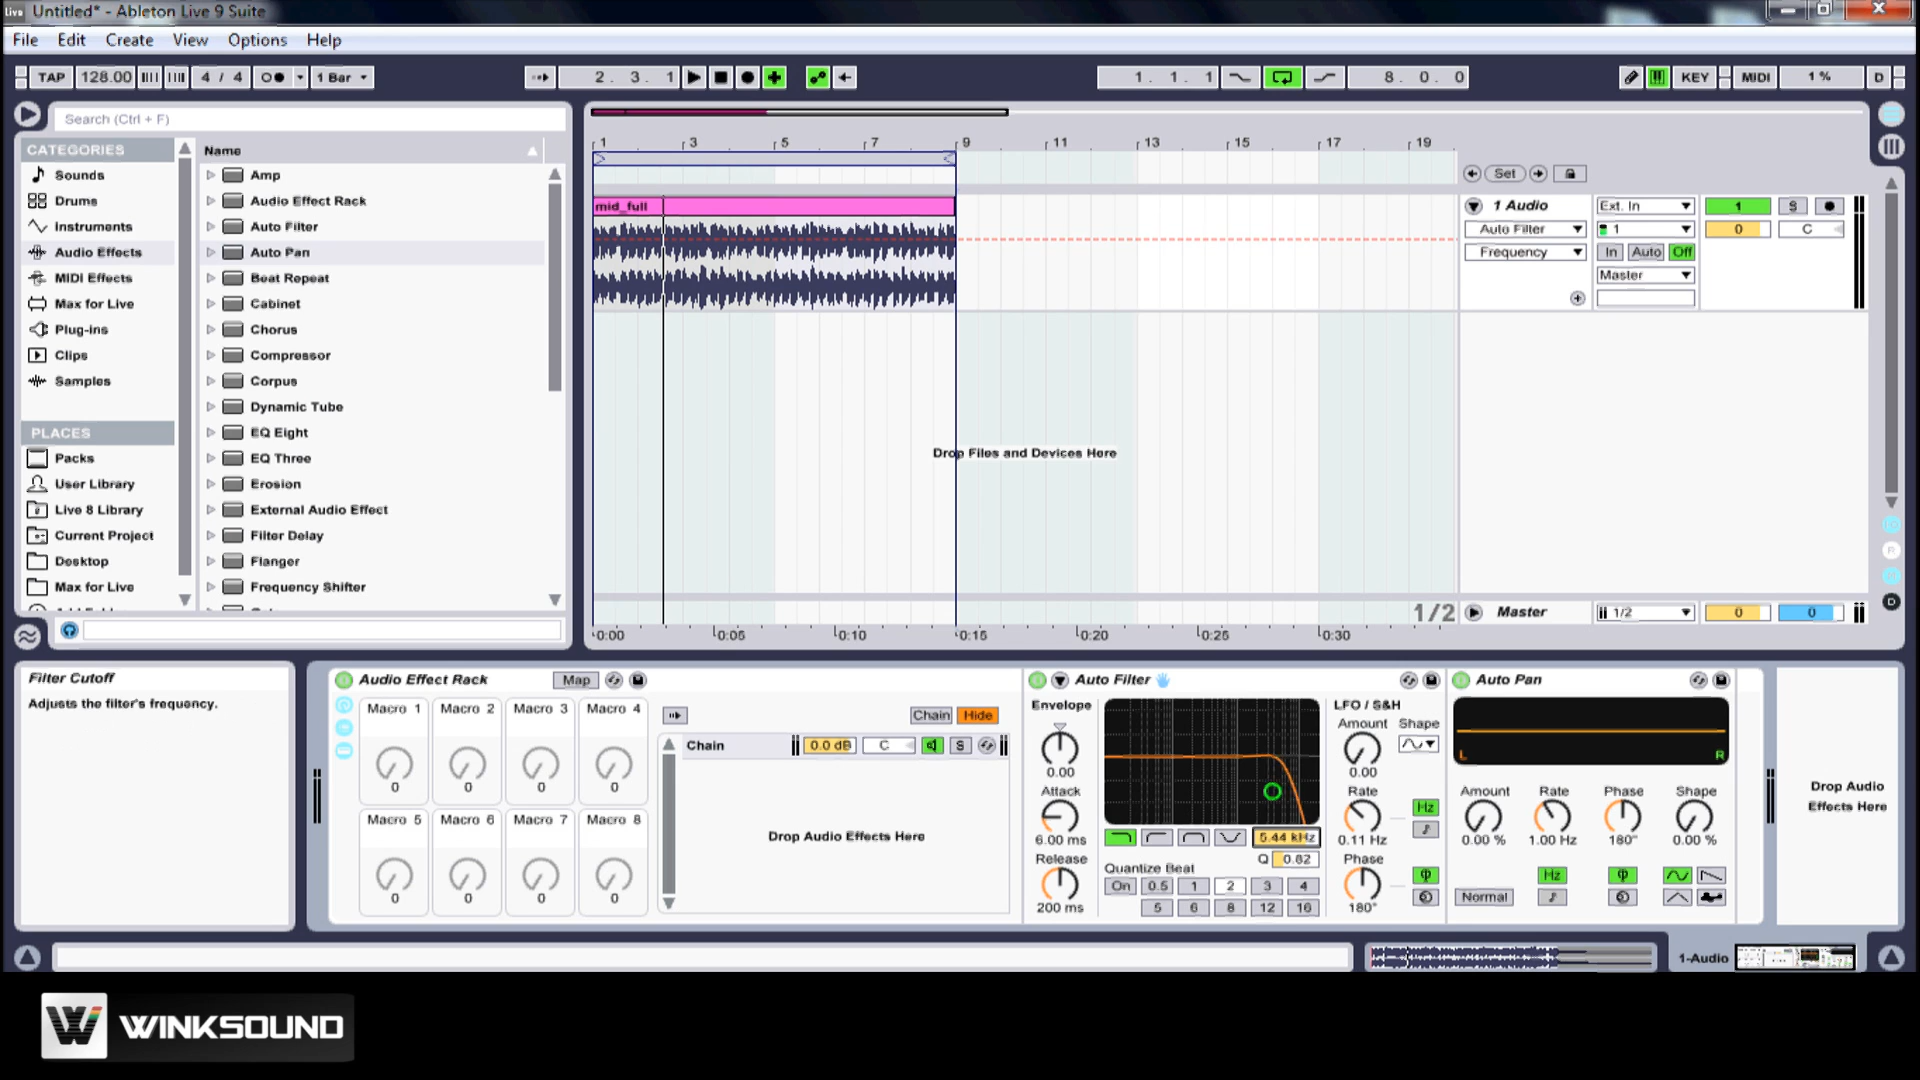 live Untitled* - Ableton Live 9 Suite
File Edit Create View Options Help
TAP 128.00 4 / 4 1 Bar 2. 3. 1 1. 1. 1 8. 0. 0 KEY MIDI 1 % D
Search (Ctrl + F)
CATEGORIES
Sounds
Drums
Instruments
Audio Effects
MIDI Effects
Max for Live
Plug-ins
Clips
Samples
PLACES
Packs
User Library
Live 8 Library
Current Project
Desktop
Max for Live
Name
Amp
Audio Effect Rack
Auto Filter
Auto Pan
Beat Repeat
Cabinet
Chorus
Compressor
Corpus
Dynamic Tube
EQ Eight
EQ Three
Erosion
External Audio Effect
Filter Delay
Flanger
Frequency Shifter
1 3 5 7 9 11 13 15 17 19
mid_full
Drop Files and Devices Here
1/2
0:00 0:05 0:10 0:15 0:20 0:25 0:30
Set
1 Audio Ext. In 1 S
Auto Filter 1 0 C
Frequency In Auto Off
Master
Master 1/2 0 0
R
D
Filter Cutoff
Adjusts the filter's frequency.
Audio Effect Rack Map
Macro 1 Macro 2 Macro 3 Macro 4
0 0 0 0
Macro 5 Macro 6 Macro 7 Macro 8
0 0 0 0
Chain Hide
Chain 0.0 dB C S
Drop Audio Effects Here
Auto Filter
Envelope
0.00
Attack
6.00 ms
Release
200 ms
5.44 kHz
Q 0.62
Quantize Beat
On 0.5 1 2 3 4
5 6 8 12 16
LFO / S&H
Amount Shape
0.00
Rate
Hz
0.11 Hz
Phase
180°
Auto Pan
L R
Amount Rate Phase Shape
0.00 % 1.00 Hz 180° 0.00 %
Hz
Normal
Drop Audio
Effects Here
1-Audio
W WINKSOUND